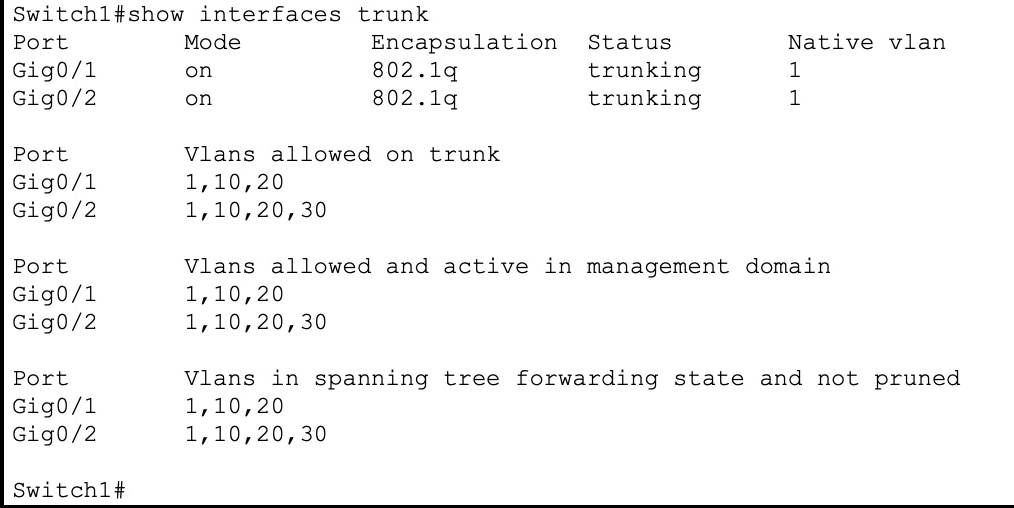 Switch1#show interfaces trunk
Port Mode Encapsulation Status Native vlan
Gig0/1 on 802.1q trunking 1
Gig0/2 on 802.1q trunking 1
Port Vlans allowed on trunk
Gig0/1 1,10,20
Gig0/2 1,10,20,30
Port Vlans allowed and active in management domain
Gig0/1 1,10,20
Gig0/2 1,10,20,30
Port Vlans in spanning tree forwarding state and not pruned
Gig0/1 1,10,20
Gig0/2 1,10,20,30
Switch1#